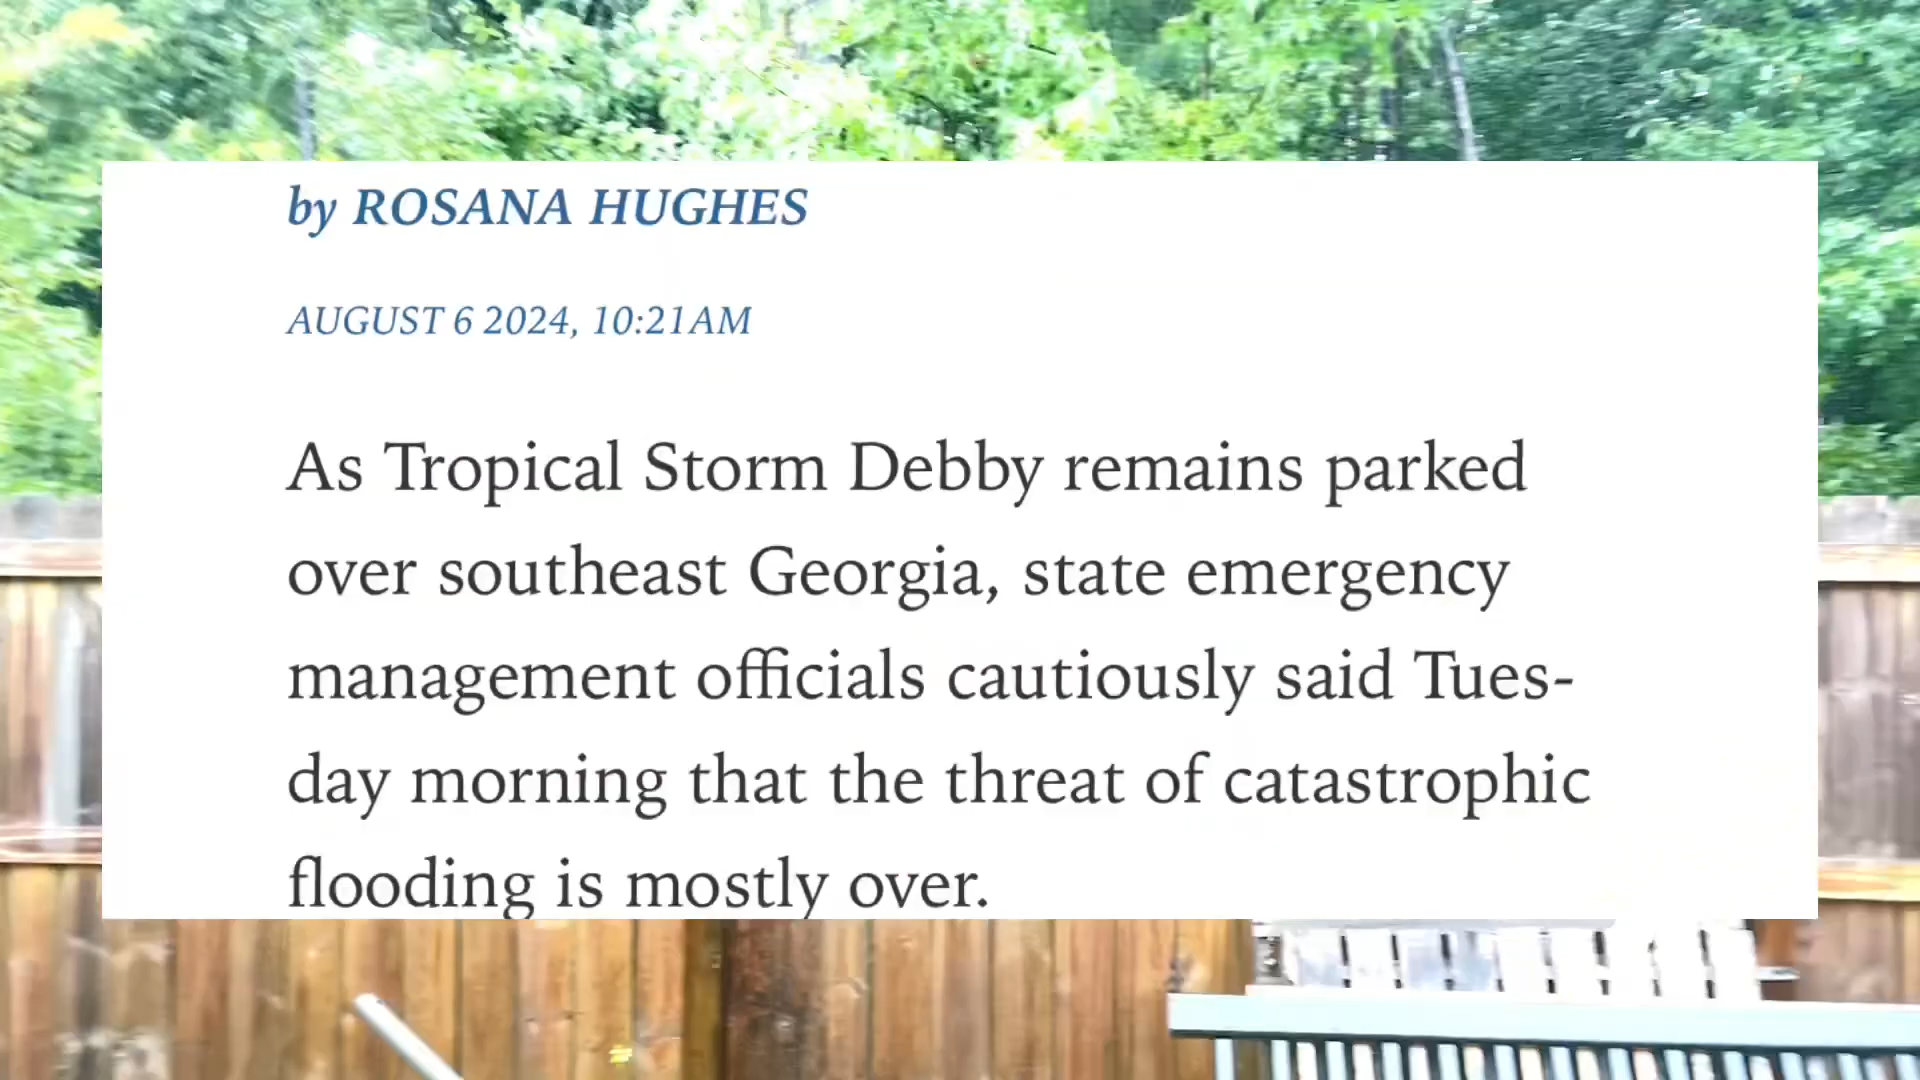 by ROSANA HUGHES
AUGUST 6 2024, 10:21AM
As Tropical Storm Debby remains parked
over southeast Georgia, state emergency
management officials cautiously said Tues-
day morning that the threat of catastrophic
flooding is mostly over.